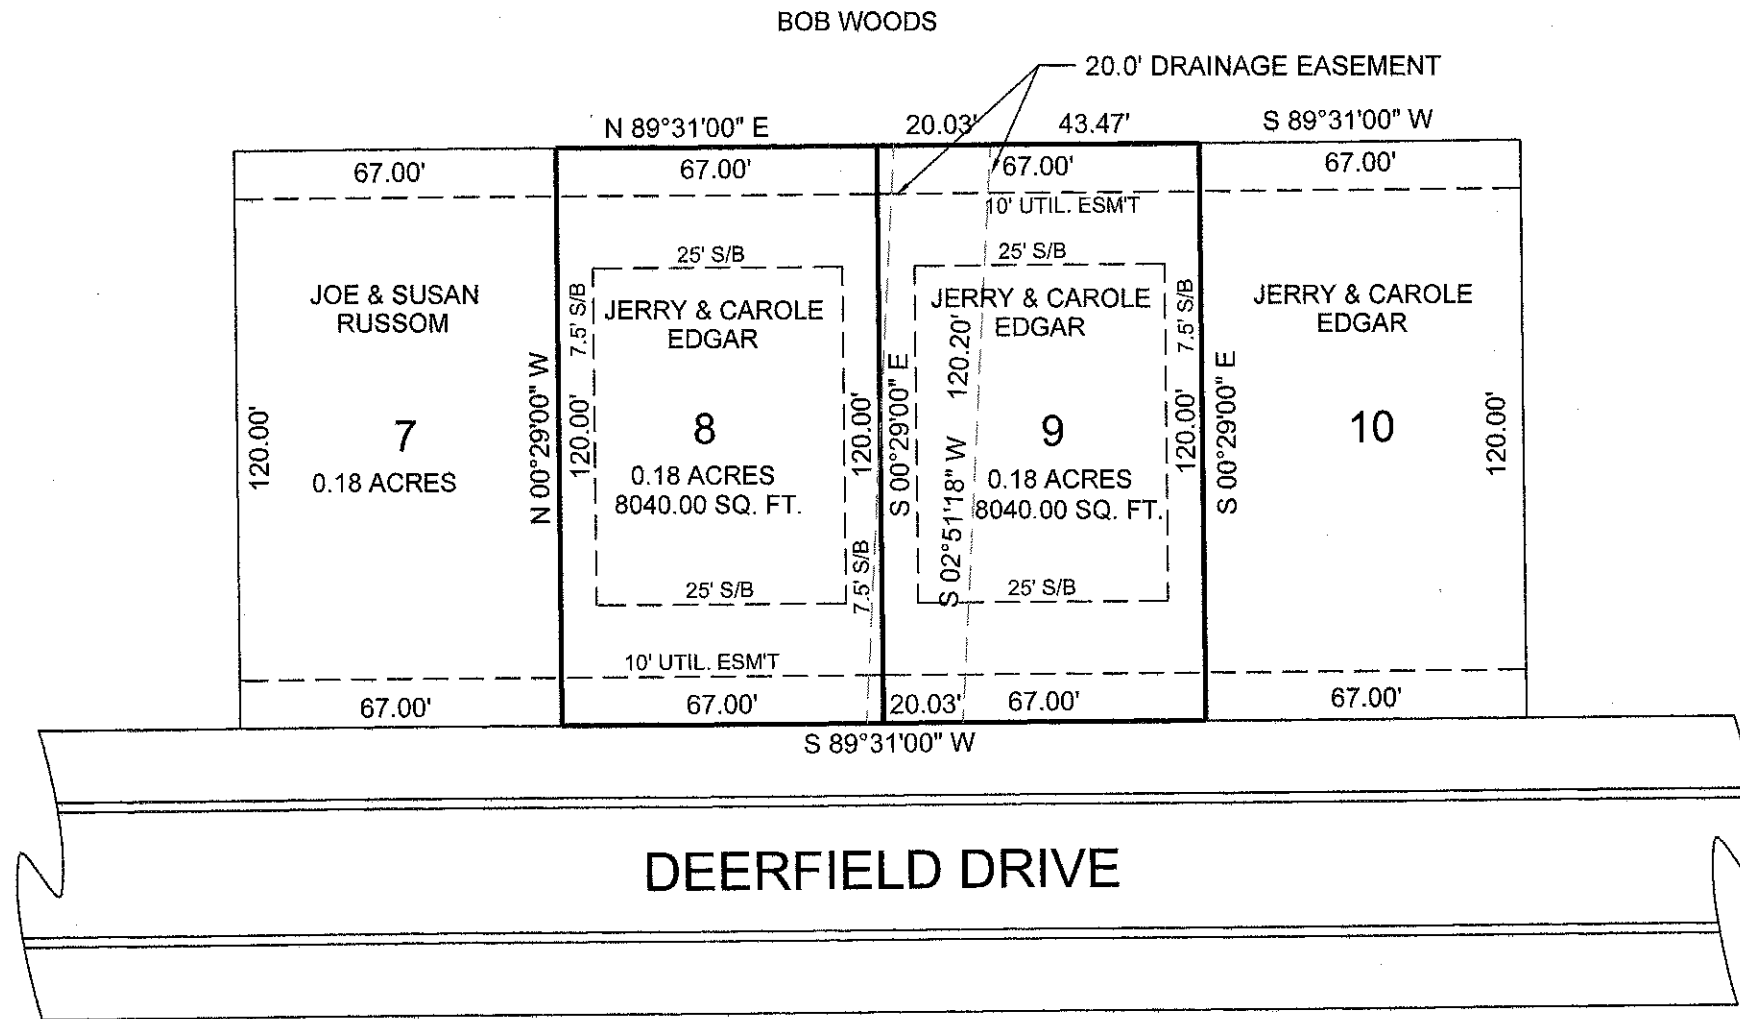 BOB WOODS
20.0' DRAINAGE EASEMENT
N 89°31'00" E
20.03'
43.47'
S 89°31'00" W
67.00'
67.00'
67.00'
67.00'
10' UTIL. ESM'T
25' S/B
25' S/B
JOE & SUSAN
RUSSOM
7.5' S/B
JERRY & CAROLE
EDGAR
JERRY & CAROLE
EDGAR
7.5' S/B
JERRY & CAROLE
EDGAR
120.00'
7
0.18 ACRES
N 00°29'00" W
120.00'
8
0.18 ACRES
8040.00 SQ. FT.
120.00'
S 00°29'00" E
S 02°51'18" W 120.20'
9
0.18 ACRES
8040.00 SQ. FT.
120.00'
S 00°29'00" E
10
120.00'
7.5' S/B
25' S/B
25' S/B
10' UTIL. ESM'T
67.00'
67.00'
20.03'
67.00'
67.00'
S 89°31'00" W
DEERFIELD DRIVE